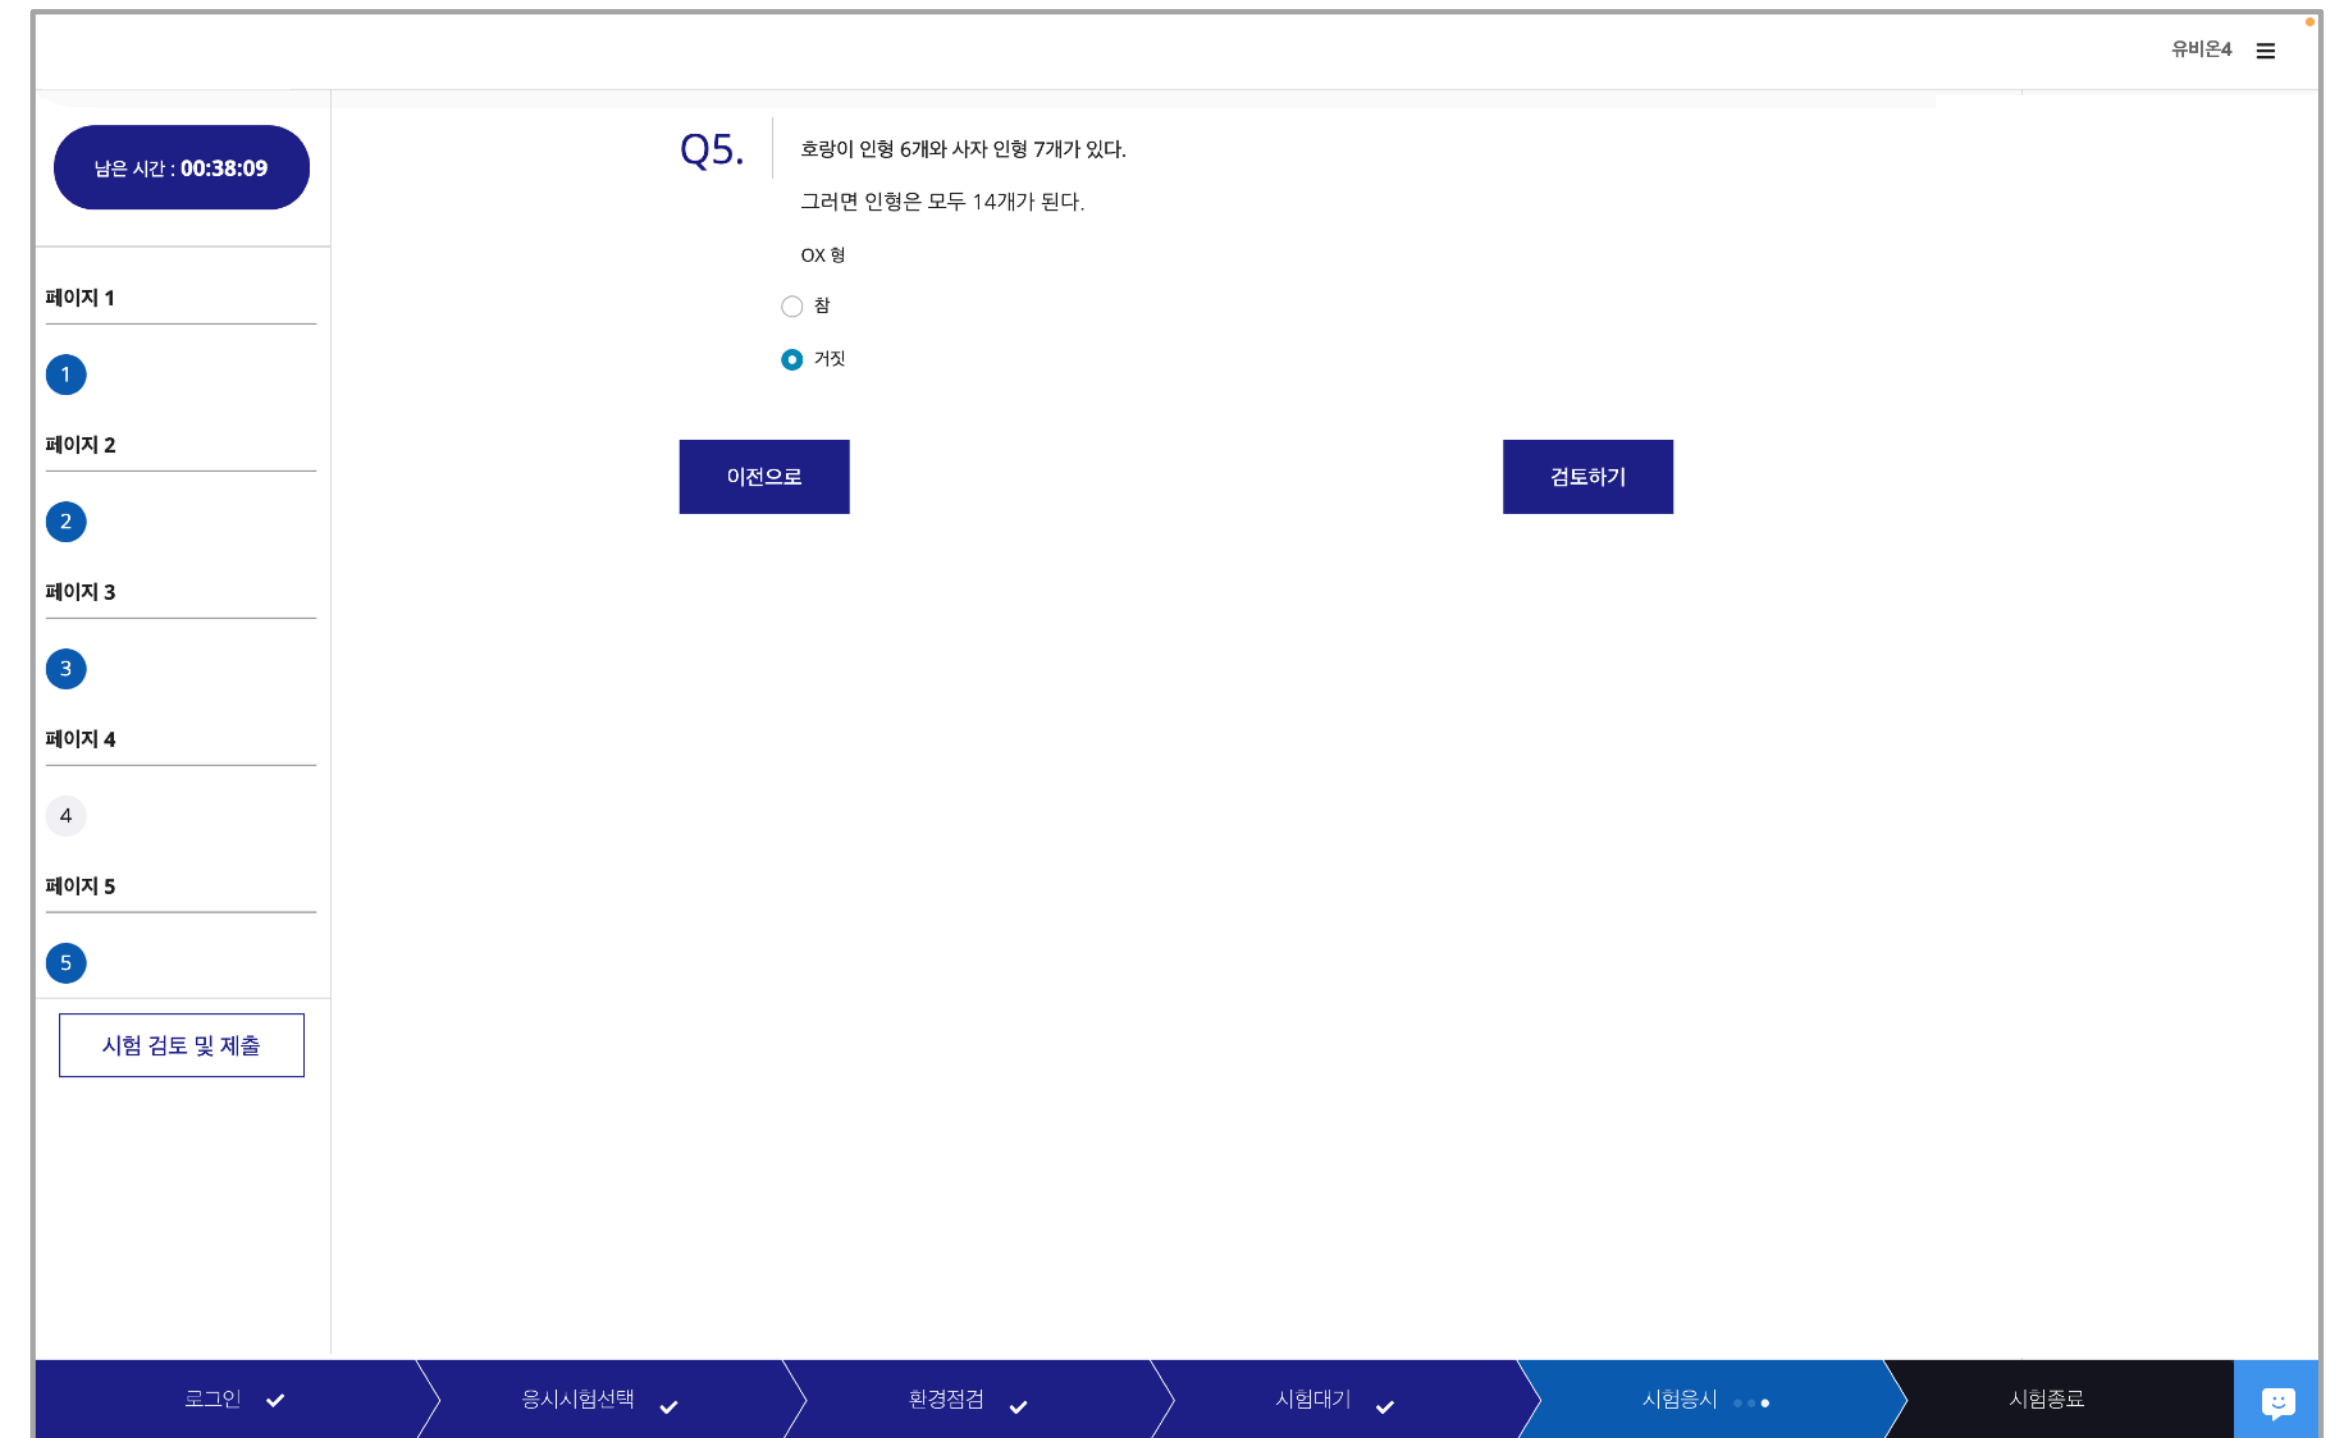 유비온4
남은 시간 : 00:38:09
페이지 1
1
페이지 2
2
페이지 3
3
페이지 4
4
페이지 5
5
시험 검토 및 제출
Q5.
호랑이 인형 6개와 사자 인형 7개가 있다.
그러면 인형은 모두 14개가 된다.
OX 형
참
거짓
이전으로
검토하기
로그인
응시시험선택
환경점검
시험대기
시험응시
시험종료